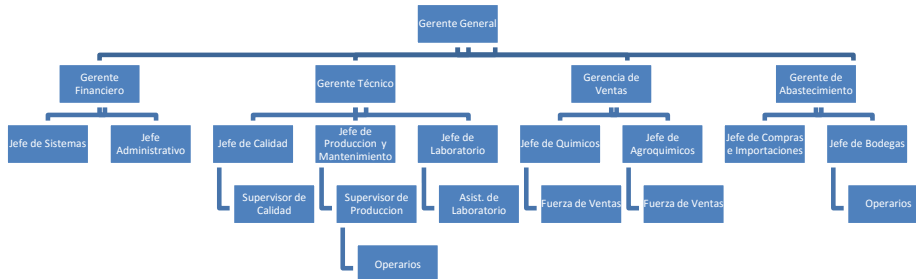 Gerente General
Gerente
Financiero
Gerente Técnico
Gerencia de
Ventas
Gerente de
Abastecimiento
Jefe de Sistemas
Jefe
Administrativo
Jefe de Calidad
Jefe de
Produccion y
Mantenimiento
Jefe de
Laboratorio
Jefe de Quimicos
Jefe de
Agroquimicos
Jefe de Compras
e Importaciones
Jefe de Bodegas
Supervisor de
Calidad
Supervisor de
Produccion
Asist. de
Laboratorio
Fuerza de Ventas
Fuerza de Ventas
Operarios
Operarios